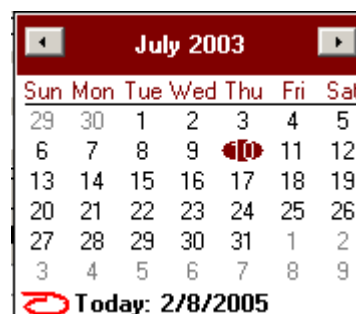 July 2003
Sun Mon Tue Wed Thu Fri Sat
29 30 1 2 3 4 5
6 7 8 9 10 11 12
13 14 15 16 17 18 19
20 21 22 23 24 25 26
27 28 29 30 31 1 2
3 4 5 6 7 8 9
Today: 2/8/2005